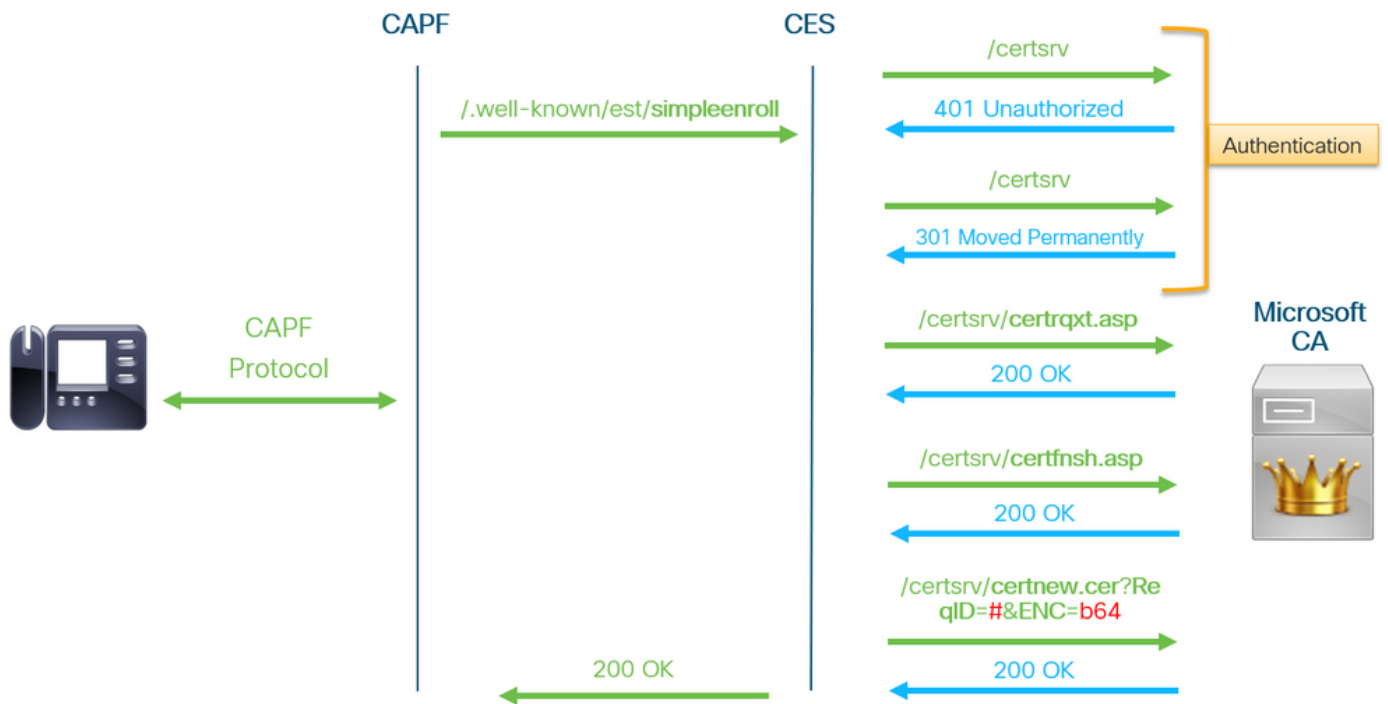 CAPF
CES
/certsrv
/.well-known/est/simpleenroll
401 Unauthorized
Authentication
/certsrv
301 Moved Permanently
/certsrv/certrqxt.asp
Microsoft
CA
CAPF
Protocol
200 OK
/certsrv/certfnsh.asp
200 OK
/certsrv/certnew.cer?Re
qID=#&ENC=b64
200 OK
200 OK